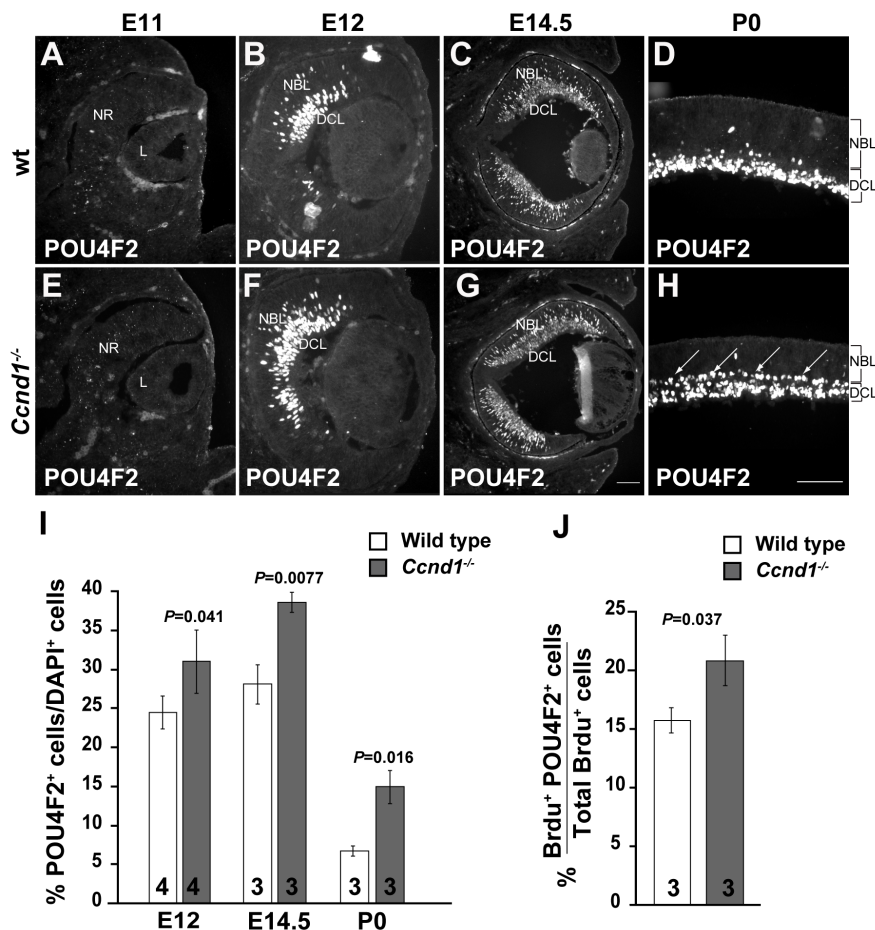 E11 E12 E14.5 P0
wt
A B C D
NBL NBL
NR DCL DCL NBL
L DCL
POU4F2 POU4F2 POU4F2 POU4F2
Ccnd1-/-
E F G H
NBL NBL
NR DCL DCL NBL
L DCL
POU4F2 POU4F2 POU4F2 POU4F2
I
Wild type
Ccnd1-/-
% POU4F2+ cells/DAPI+ cells
40
35
30
25
20
15
10
5
0
P=0.041
P=0.0077
P=0.016
4 4 3 3 3 3
E12 E14.5 P0
J
Wild type
Ccnd1-/-
% Brdu+ POU4F2+ cells
Total Brdu+ cells
25
20
15
10
5
0
P=0.037
3 3